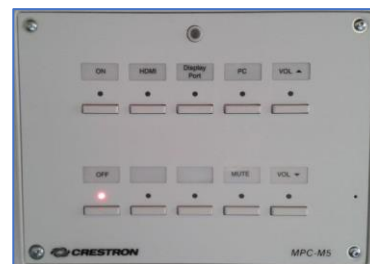 ON HDMI Display Port PC VOL ▲
OFF MUTE VOL ▼
CRESTRON MPC-M5